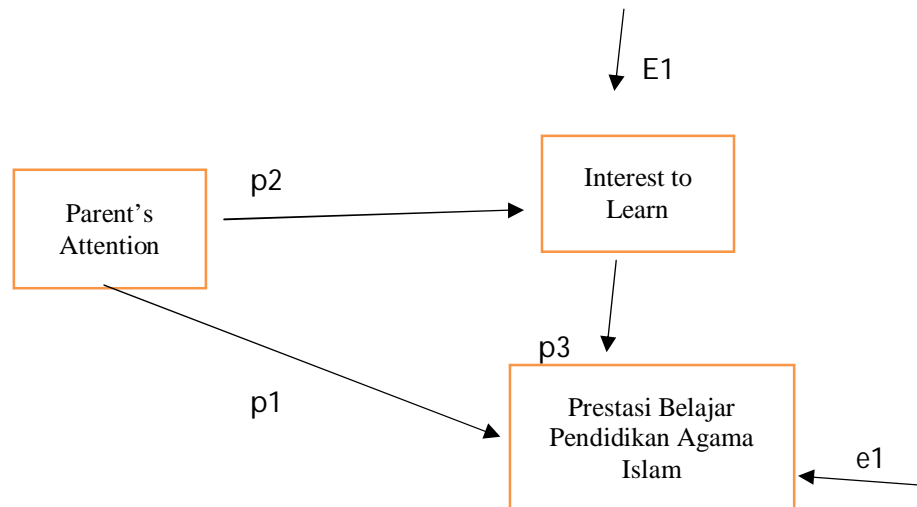 E1
p2
Interest to
Learn
Parent’s
Attention
p3
p1
Prestasi Belajar
Pendidikan Agama
Islam
e1